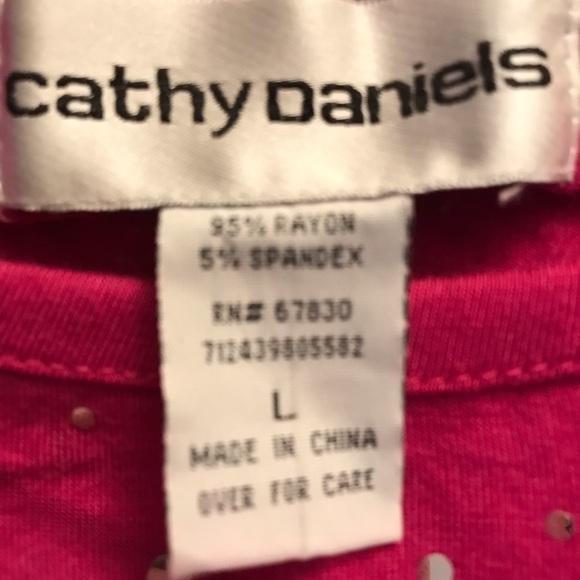 cathy Daniels
95% RAYON
5% SPANDEX
RN# 67830
712439805582
L
MADE IN CHINA
OVER FOR CARE